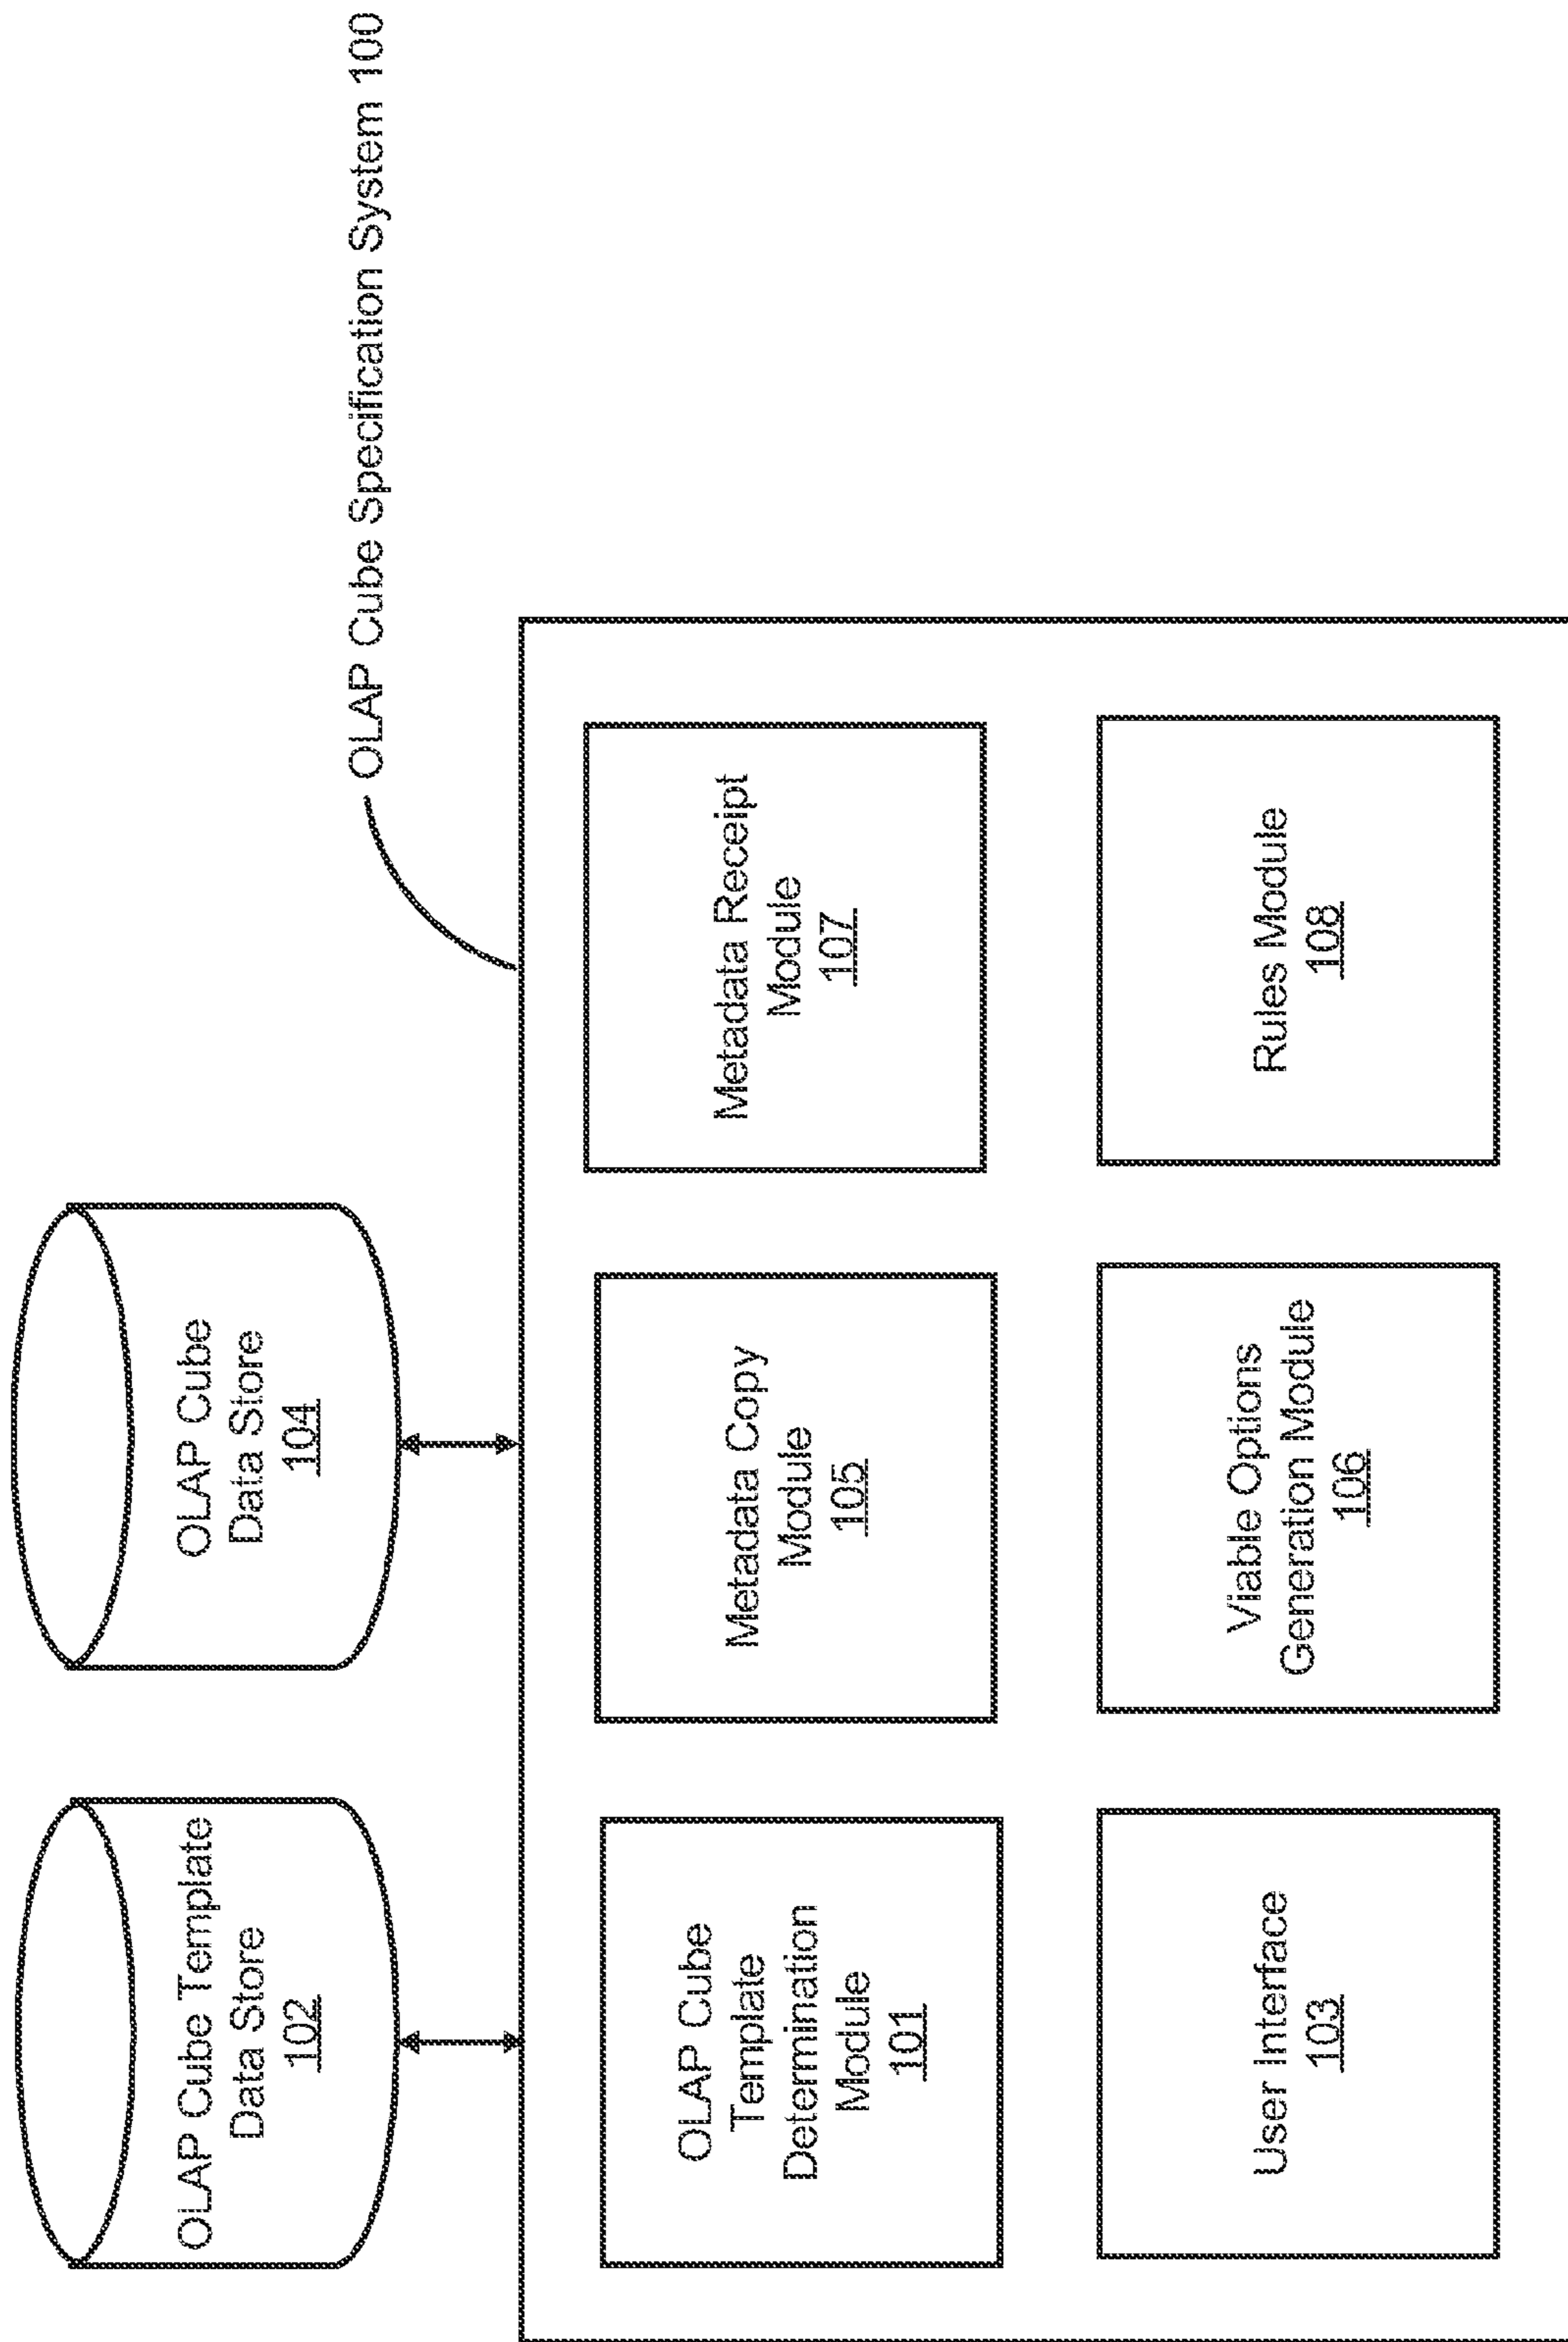 OLAP Cube Template
Data Store
102
OLAP Cube
Data Store
104
OLAP Cube Specification System 100
OLAP Cube
Template
Determination
Module
101
Metadata Copy
Module
105
Metadata Receipt
Module
107
User Interface
103
Viable Options
Generation Module
106
Rules Module
108